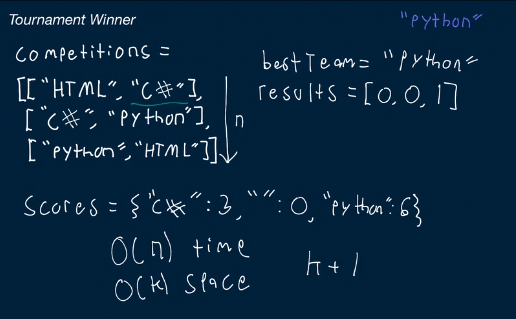 Tournament Winner
"python"
competitions =
[["HTML", "C#"],
["C#", "Python"],
["Python", "HTML"]]
n
bestTeam = "Python"
results = [0, 0, 1]
Scores = {"C#": 3, "": 0, "Python": 6}
O(n) time
O(k) space
k + 1